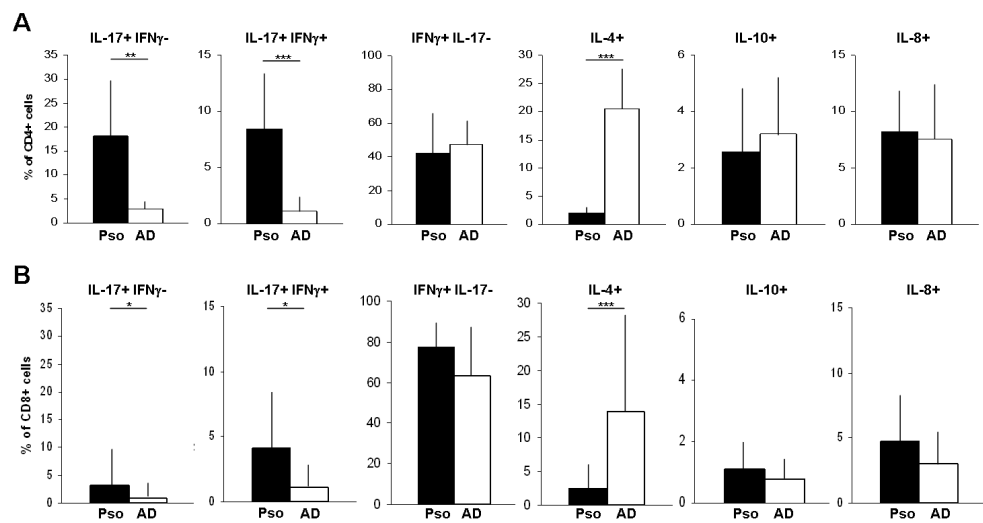 A
IL-17+ IFNγ-
IL-17+ IFNγ+
IFNγ+ IL-17-
IL-4+
IL-10+
IL-8+
% of CD4+ cells
35
30
25
20
15
10
5
0
**
Pso AD
15
10
5
0
***
Pso AD
100
80
60
40
20
0
Pso AD
30
25
20
15
10
5
0
***
Pso AD
6
4
2
0
Pso AD
15
10
5
0
Pso AD
B
IL-17+ IFNγ-
IL-17+ IFNγ+
IFNγ+ IL-17-
IL-4+
IL-10+
IL-8+
% of CD8+ cells
35
30
25
20
15
10
5
0
*
Pso AD
15
10
5
0
*
Pso AD
100
80
60
40
20
0
Pso AD
30
25
20
15
10
5
0
***
Pso AD
6
4
2
0
Pso AD
15
10
5
0
Pso AD